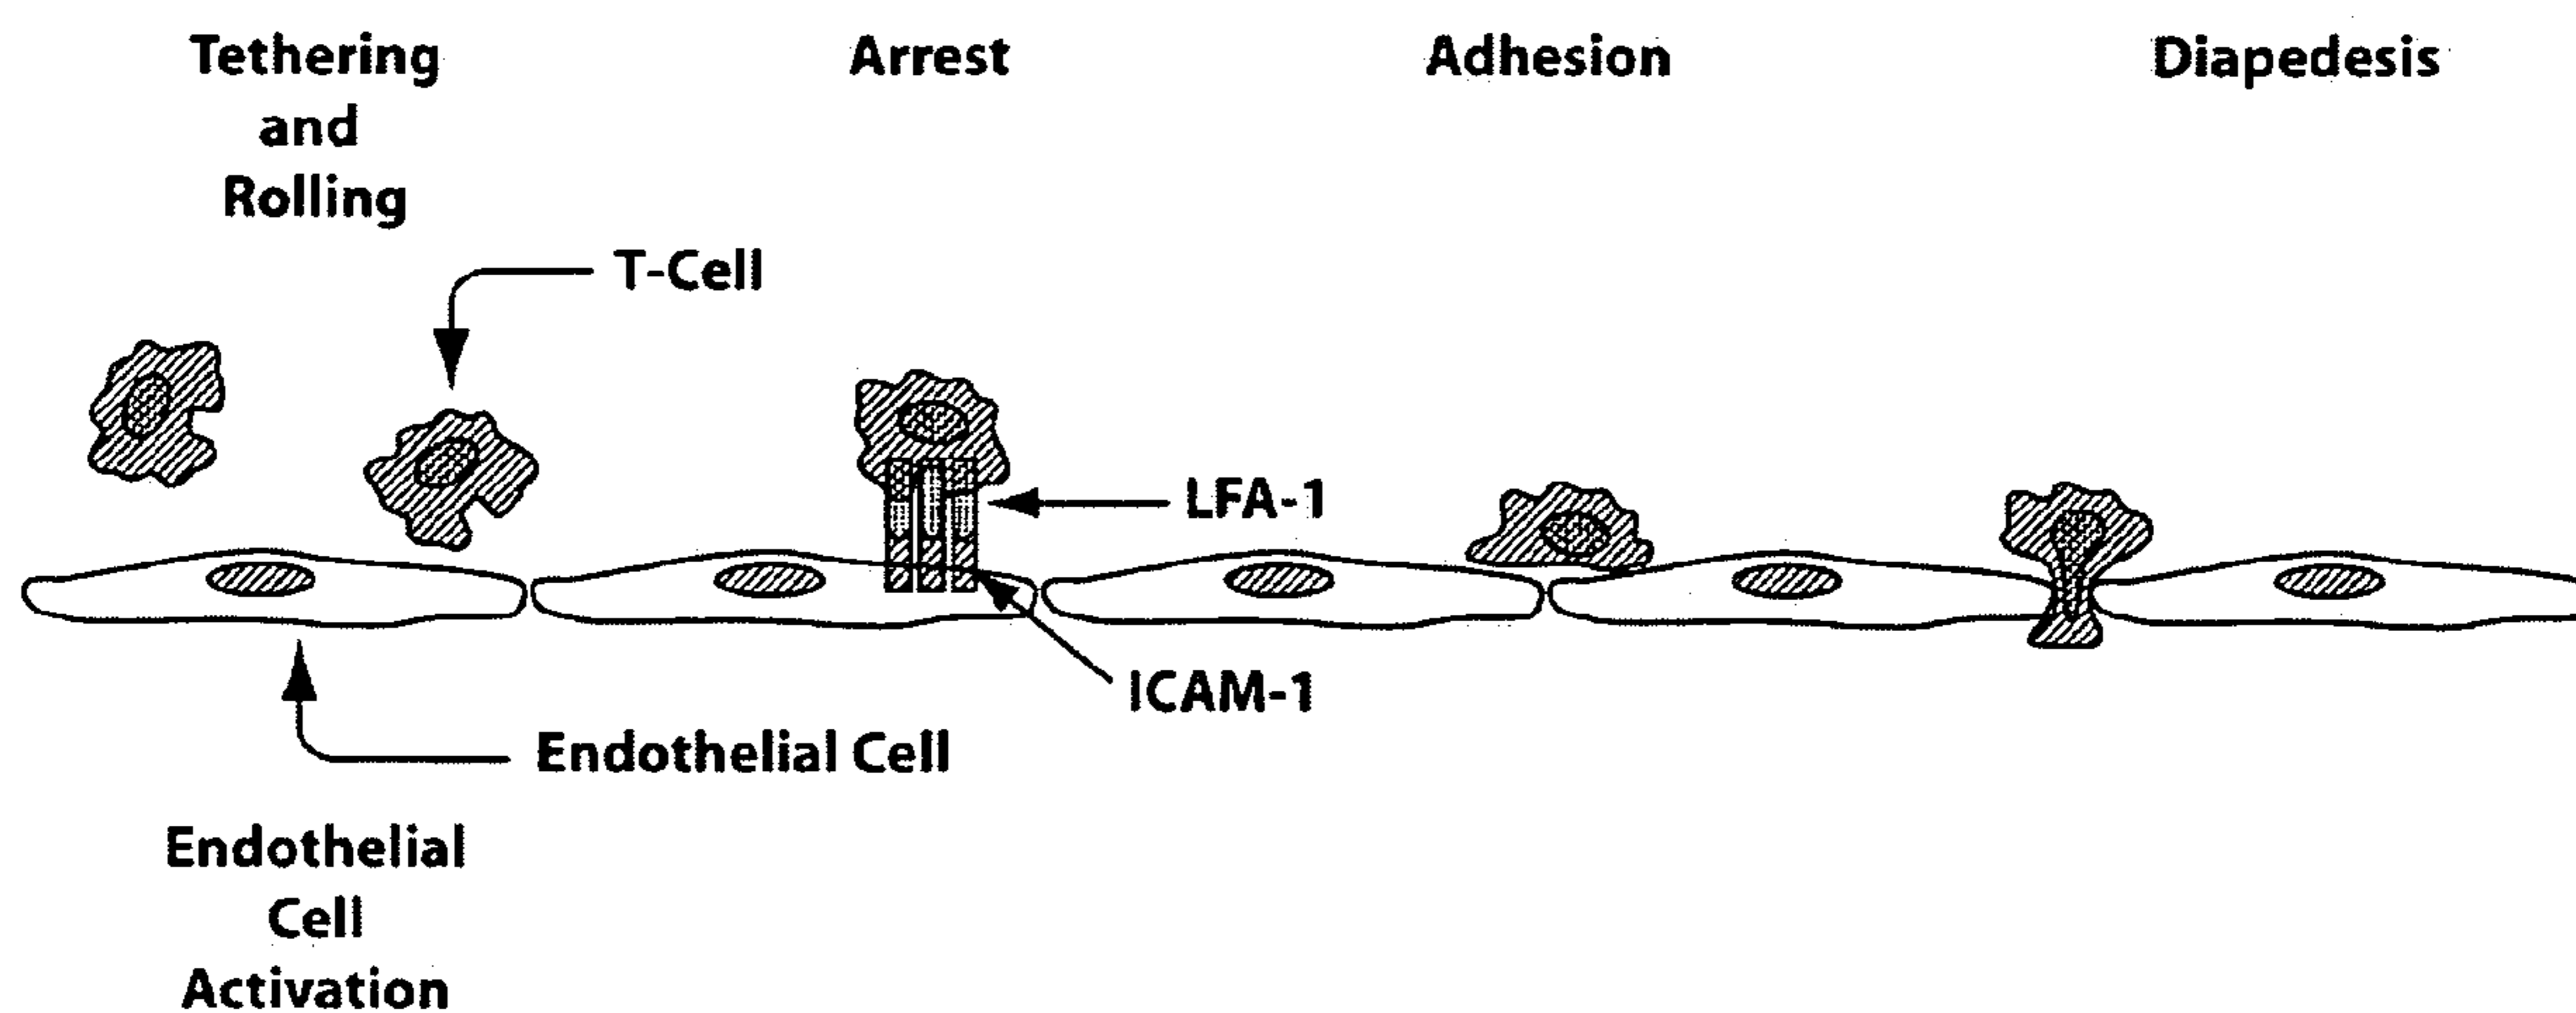 Tethering
and
Rolling
Arrest
Adhesion
Diapedesis
T-Cell
LFA-1
ICAM-1
Endothelial Cell
Endothelial
Cell
Activation